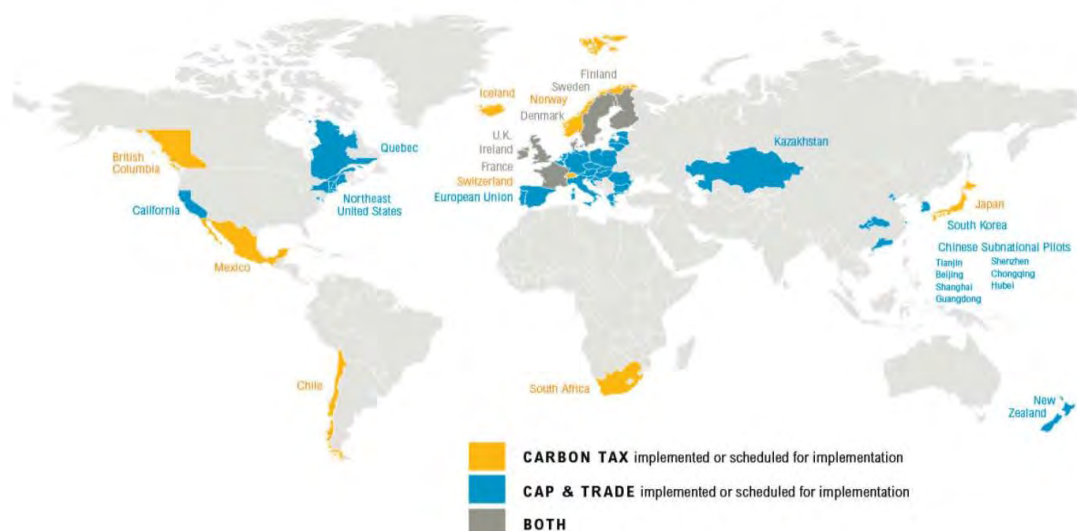 Finland
Sweden
Iceland
Norway
Denmark
U.K.
Ireland
France
Switzerland
European Union
Quebec
British
Columbia
Northeast
United States
California
Mexico
Kazakhstan
Japan
South Korea
Chinese Subnational Pilots
Tianjin Shenzhen
Beijing Chongqing
Shanghai Hubei
Guangdong
Chile
South Africa
New
Zealand
CARBON TAX implemented or scheduled for implementation
CAP & TRADE implemented or scheduled for implementation
BOTH